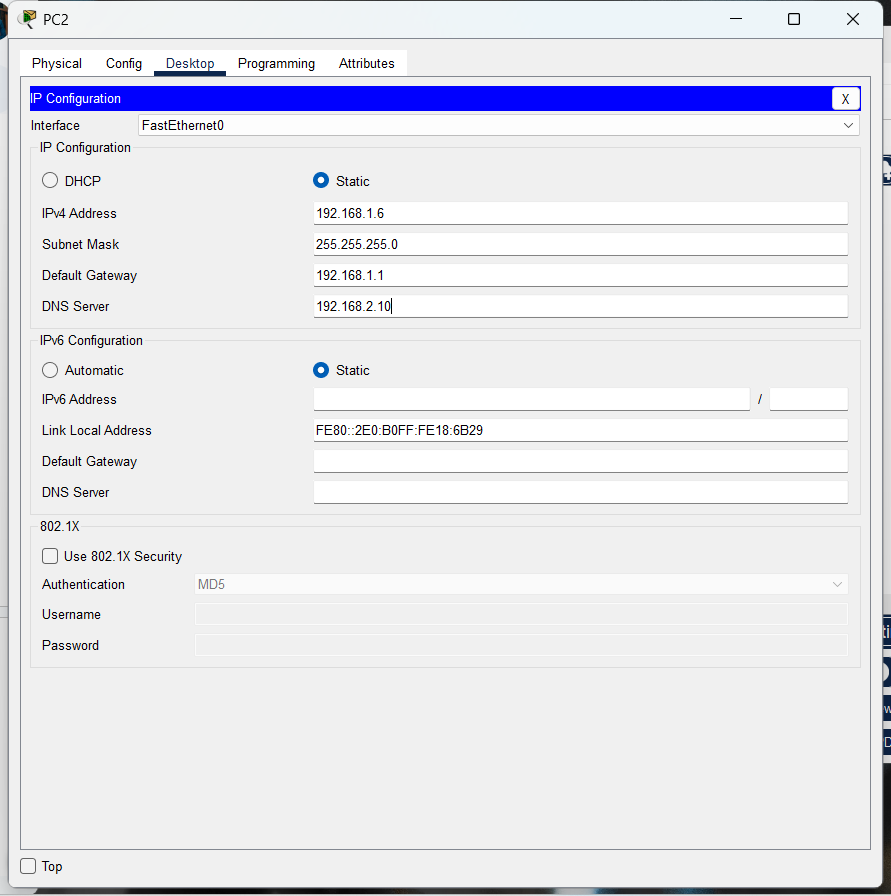 PC2
Physical Config Desktop Programming Attributes
IP Configuration X
Interface FastEthernet0
IP Configuration
DHCP Static
IPv4 Address 192.168.1.6
Subnet Mask 255.255.255.0
Default Gateway 192.168.1.1
DNS Server 192.168.2.10
IPv6 Configuration
Automatic Static
IPv6 Address /
Link Local Address FE80::2E0:B0FF:FE18:6B29
Default Gateway
DNS Server
802.1X
Use 802.1X Security
Authentication MD5
Username
Password
Top